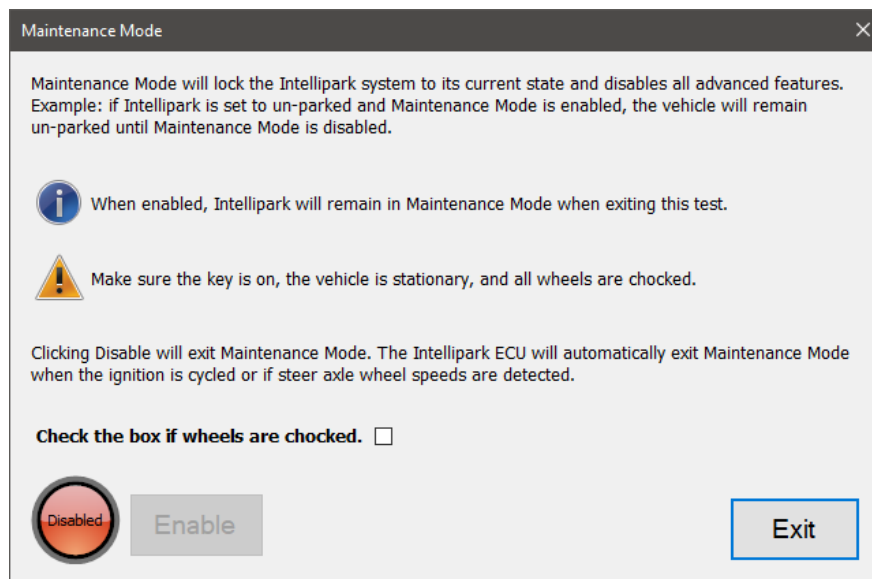 Maintenance Mode
Maintenance Mode will lock the Intellipark system to its current state and disables all advanced features.
Example: if Intellipark is set to un-parked and Maintenance Mode is enabled, the vehicle will remain
un-parked until Maintenance Mode is disabled.
When enabled, Intellipark will remain in Maintenance Mode when exiting this test.
Make sure the key is on, the vehicle is stationary, and all wheels are chocked.
Clicking Disable will exit Maintenance Mode. The Intellipark ECU will automatically exit Maintenance Mode
when the ignition is cycled or if steer axle wheel speeds are detected.
Check the box if wheels are chocked.
Disabled
Enable
Exit